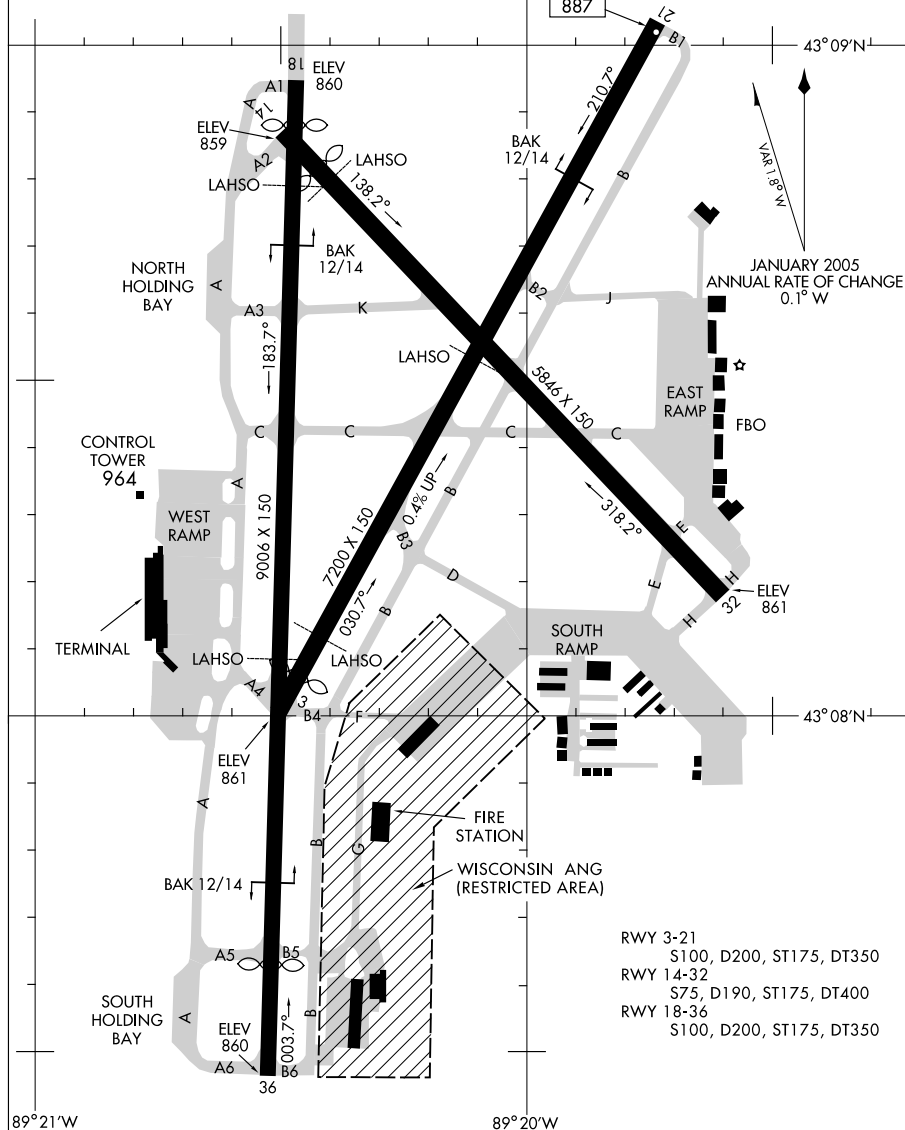 887
21
B1
43°09'N
18
ELEV
860
A1
A
14
ELEV
859
A2
LAHSO
LAHSO
138.2°
210.7°
BAK
12/14
B
VAR 1.8° W
JANUARY 2005
ANNUAL RATE OF CHANGE
0.1° W
BAK
12/14
NORTH
HOLDING
BAY
A
A3
K
B2
J
183.7°
LAHSO
5846 X 150
EAST
RAMP
FBO
C
C
C
C
CONTROL
TOWER
964
A
WEST
RAMP
9006 X 150
7200 X 150
0.4% UP
B
B3
318.2°
E
D
E
H
32
ELEV
861
H
030.7°
B
TERMINAL
LAHSO
LAHSO
SOUTH
RAMP
A4
3
B4
F
43°08'N
ELEV
861
A
FIRE
STATION
B
G
WISCONSIN ANG
(RESTRICTED AREA)
BAK 12/14
A5
B5
RWY 3-21
S100, D200, ST175, DT350
RWY 14-32
S75, D190, ST175, DT400
RWY 18-36
S100, D200, ST175, DT350
SOUTH
HOLDING
BAY
A
B
ELEV
860
003.7°
A6
B6
36
89°21'W
89°20'W